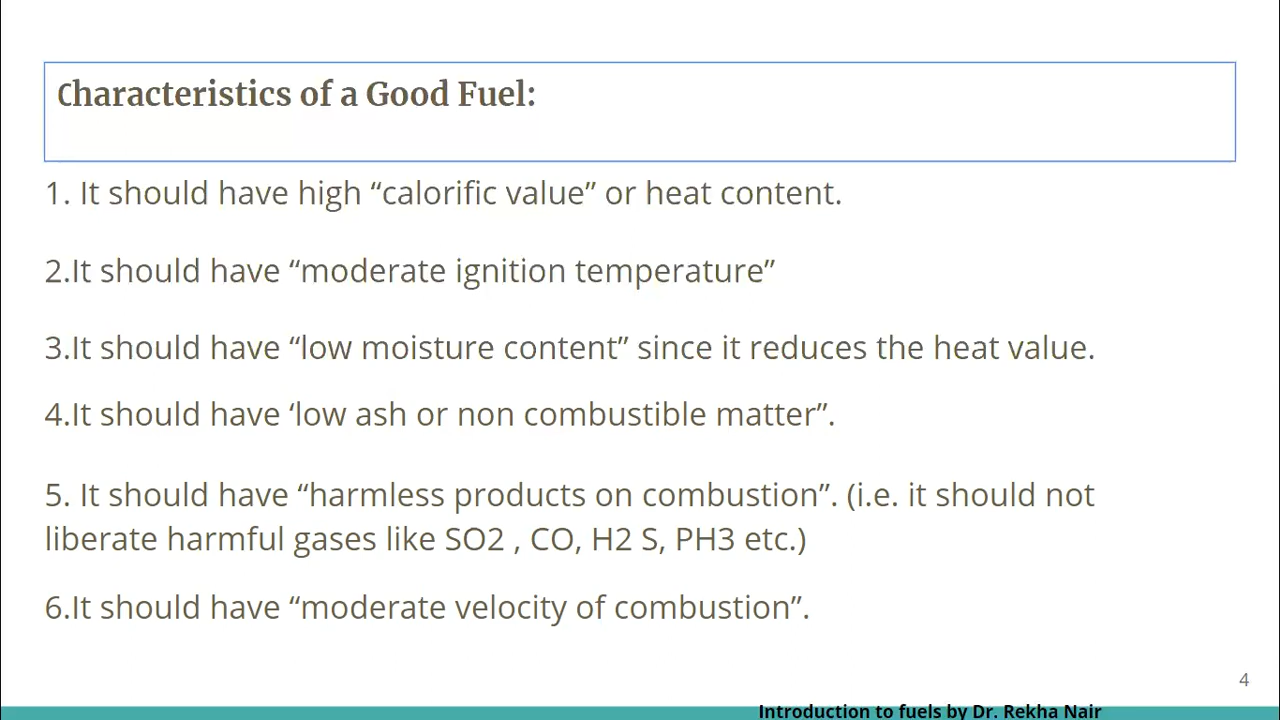 Characteristics of a Good Fuel:
1. It should have high “calorific value” or heat content.
2.It should have “moderate ignition temperature”
3.It should have “low moisture content” since it reduces the heat value.
4.It should have ‘low ash or non combustible matter”.
5. It should have “harmless products on combustion”. (i.e. it should not
liberate harmful gases like SO2 , CO, H2 S, PH3 etc.)
6.It should have “moderate velocity of combustion”.
4
Introduction to fuels by Dr. Rekha Nair